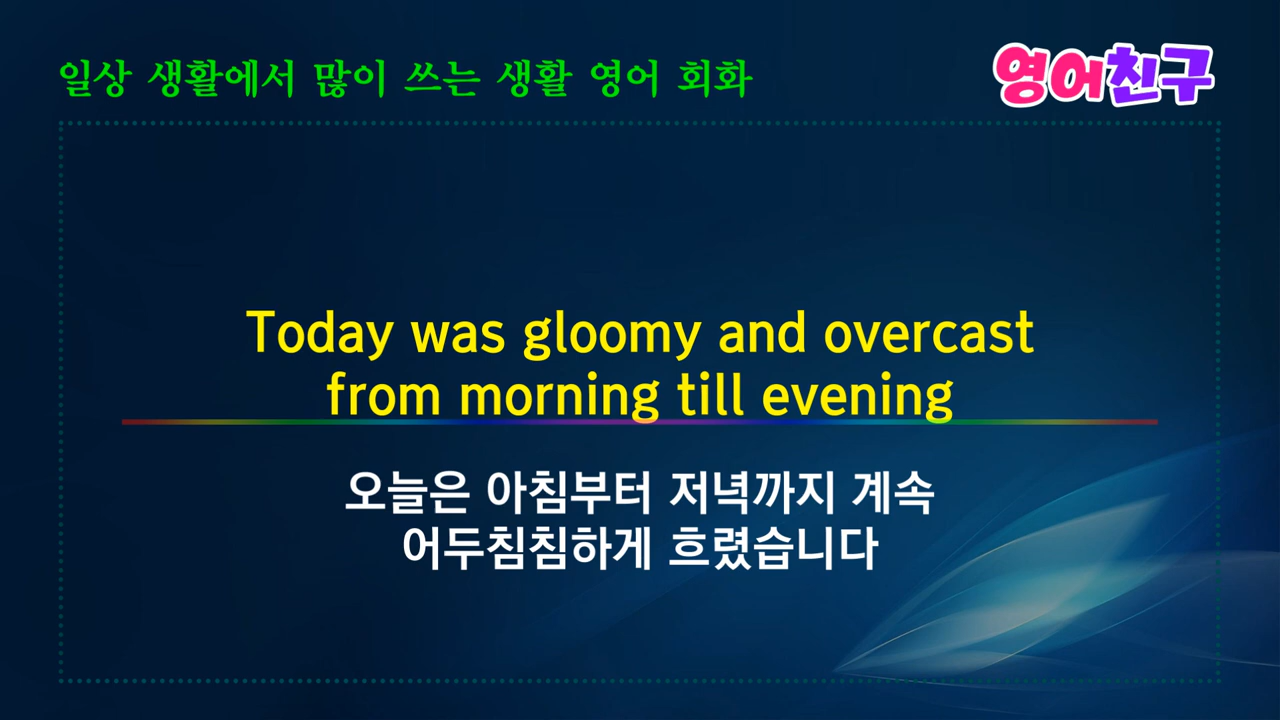 일상 생활에서 많이 쓰는 생활 영어 회화
영어친구
Today was gloomy and overcast
from morning till evening
오늘은 아침부터 저녁까지 계속
어두침침하게 흐렸습니다